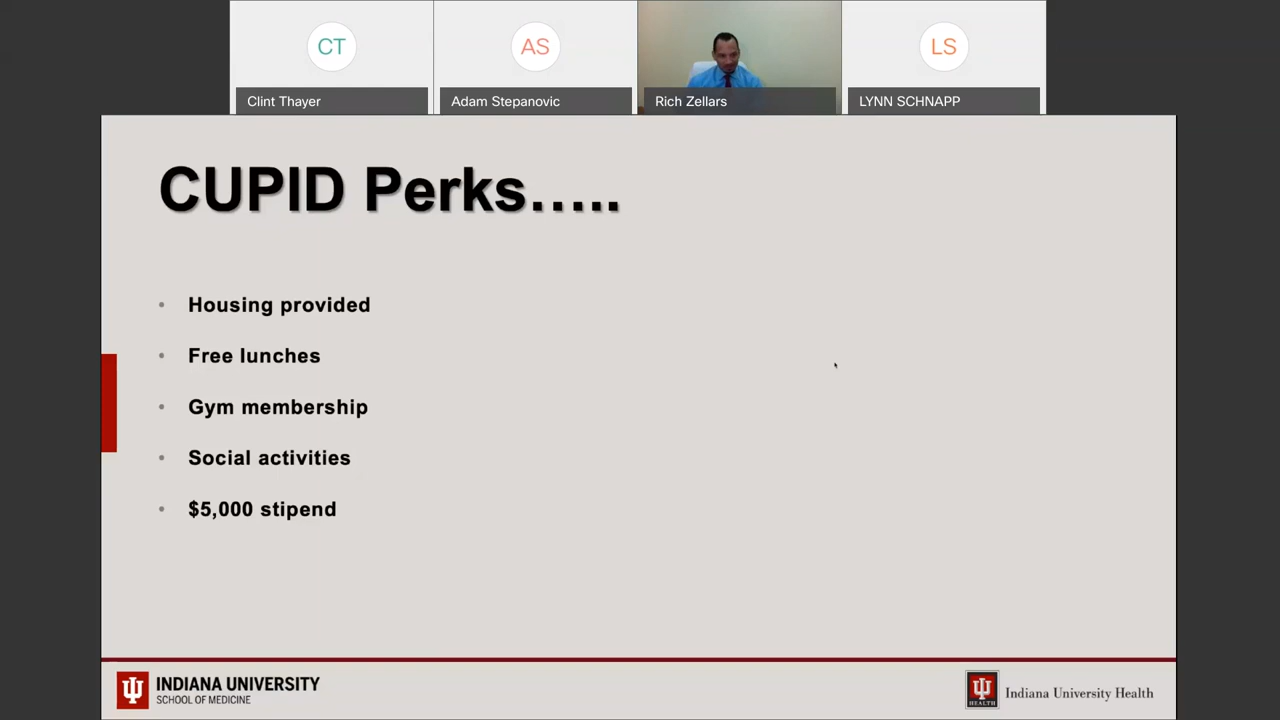 CT
AS
LS
Clint Thayer
Adam Stepanovic
Rich Zellars
LYNN SCHNAPP
CUPID Perks…..
• Housing provided
• Free lunches
• Gym membership
• Social activities
• $5,000 stipend
INDIANA UNIVERSITY
SCHOOL OF MEDICINE
HEALTH
Indiana University Health